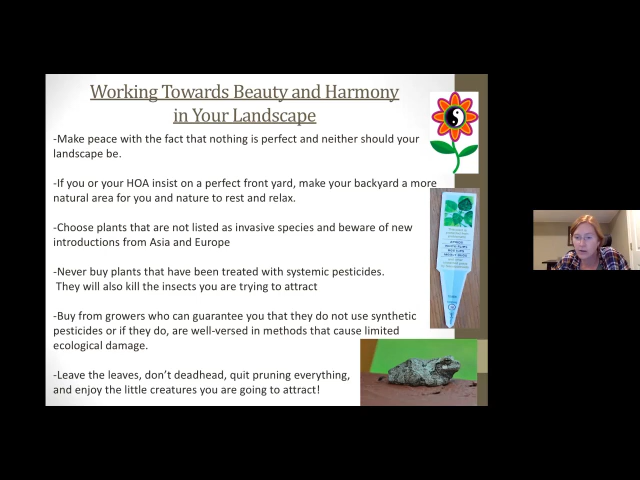 Working Towards Beauty and Harmony
in Your Landscape
-Make peace with the fact that nothing is perfect and neither should your
landscape be.
-If you or your HOA insist on a perfect front yard, make your backyard a more
natural area for you and nature to rest and relax.
-Choose plants that are not listed as invasive species and beware of new
introductions from Asia and Europe
-Never buy plants that have been treated with systemic pesticides.
They will also kill the insects you are trying to attract
-Buy from growers who can guarantee you that they do not use synthetic
pesticides or if they do, are well-versed in methods that cause limited
ecological damage.
-Leave the leaves, don't deadhead, quit pruning everything,
and enjoy the little creatures you are going to attract!